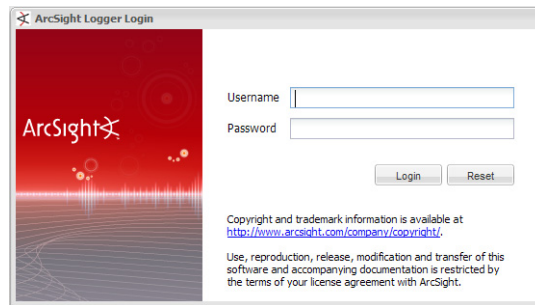 ArcSight Logger Login
ArcSight
Username
Password
Login
Reset
Copyright and trademark information is available at
http://www.arcsight.com/company/copyright/.
Use, reproduction, release, modification and transfer of this
software and accompanying documentation is restricted by
the terms of your license agreement with ArcSight.